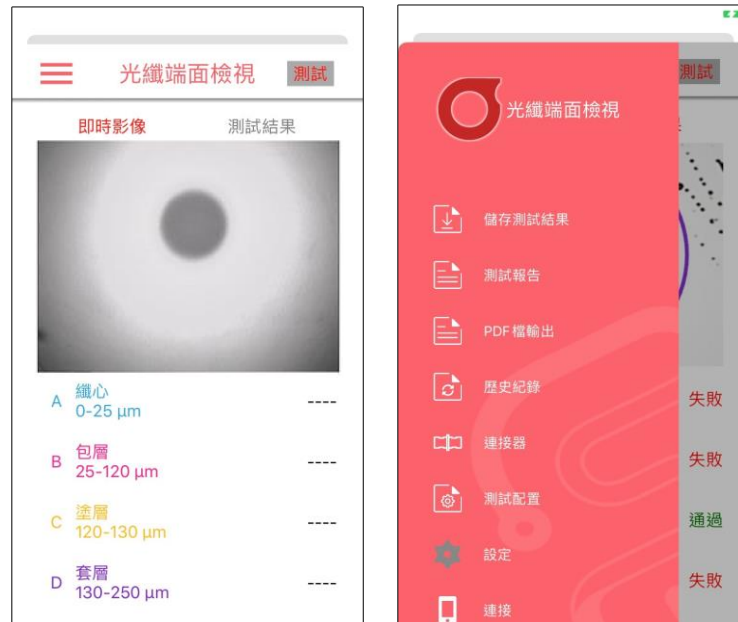 光纖端面檢視
測試
即時影像
測試結果
A 纖心 ----
0-25 µm
B 包層 ----
25-120 µm
C 塗層 ----
120-130 µm
D 套層 ----
130-250 µm
測試
光纖端面檢視
儲存測試結果
測試報告
PDF 檔輸出
歷史紀錄
失敗
連接器
失敗
測試配置
通過
設定
失敗
連接